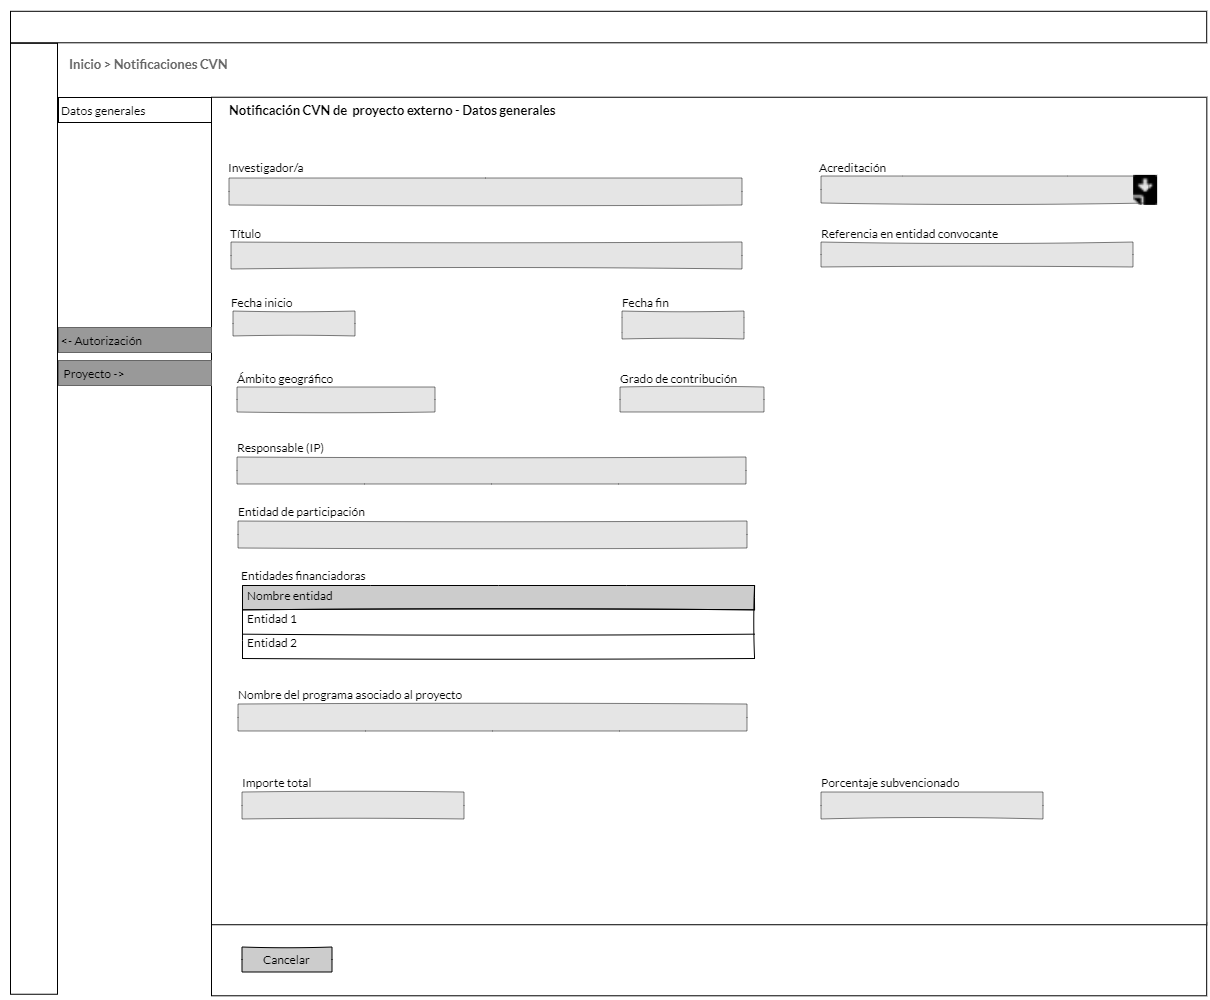 Inicio > Notificaciones CVN
Datos generales
Notificación CVN de proyecto externo - Datos generales
Investigador/a
Acreditación
Título
Referencia en entidad convocante
Fecha inicio
Fecha fin
<- Autorización
Proyecto ->
Ámbito geográfico
Grado de contribución
Responsable (IP)
Entidad de participación
Entidades financiadoras
Nombre entidad
Entidad 1
Entidad 2
Nombre del programa asociado al proyecto
Importe total
Porcentaje subvencionado
Cancelar